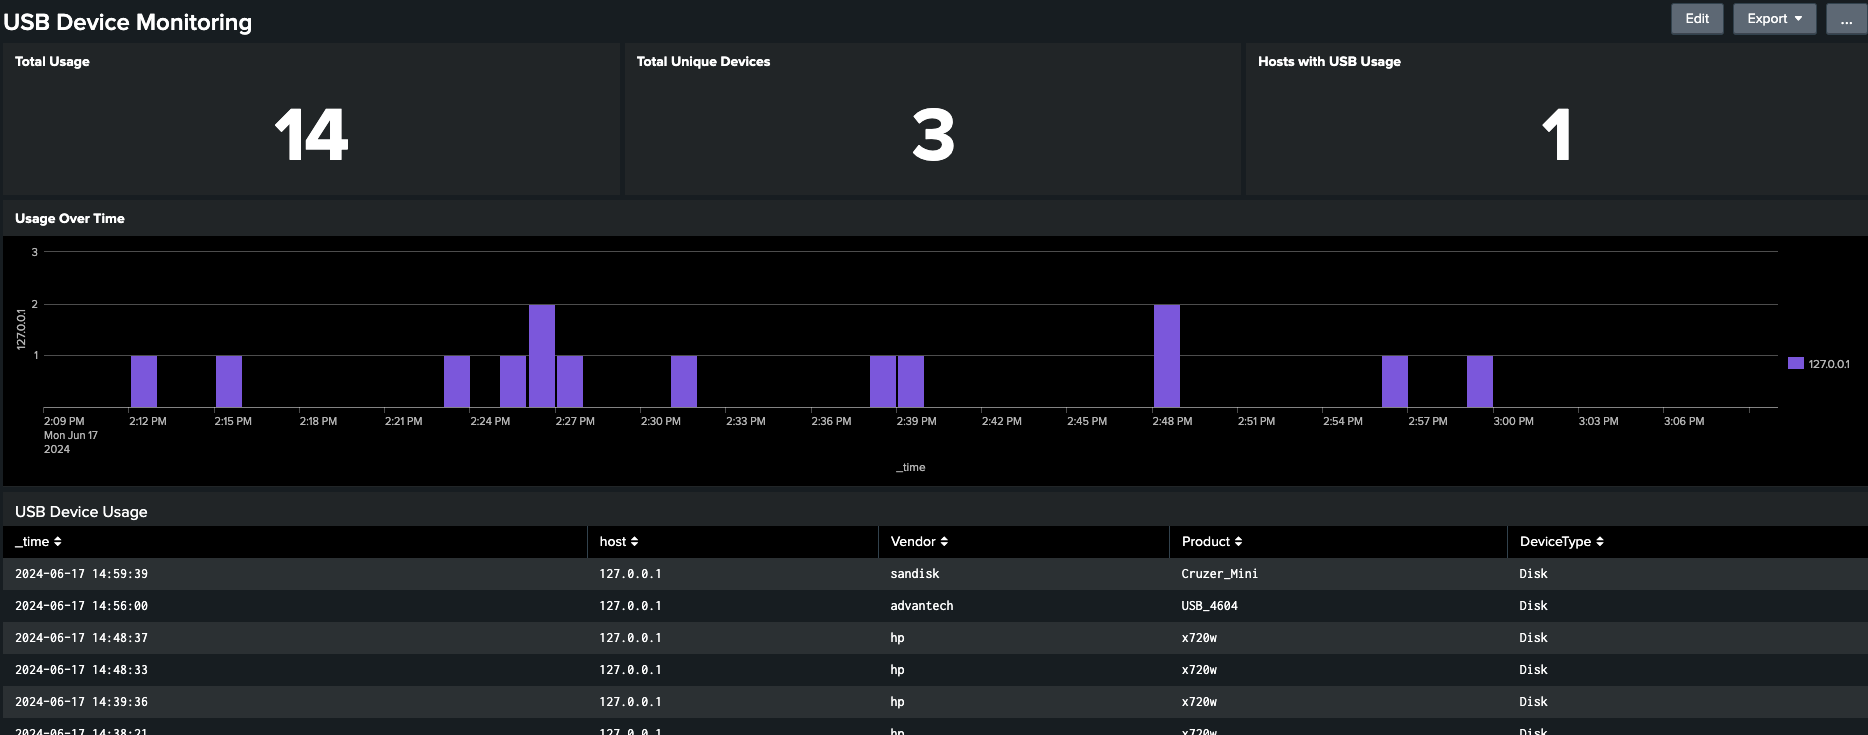 USB Device Monitoring
Edit Export ...
Total Usage Total Unique Devices Hosts with USB Usage
14 3 1
Usage Over Time
3
2
1
127.0.0.1
127.0.0.1
2:09 PM 2:12 PM 2:15 PM 2:18 PM 2:21 PM 2:24 PM 2:27 PM 2:30 PM 2:33 PM 2:36 PM 2:39 PM 2:42 PM 2:45 PM 2:48 PM 2:51 PM 2:54 PM 2:57 PM 3:00 PM 3:03 PM 3:06 PM
Mon Jun 17
2024
_time
USB Device Usage
_time host Vendor Product DeviceType
2024-06-17 14:59:39 127.0.0.1 sandisk Cruzer_Mini Disk
2024-06-17 14:56:00 127.0.0.1 advantech USB_4604 Disk
2024-06-17 14:48:37 127.0.0.1 hp x720w Disk
2024-06-17 14:48:33 127.0.0.1 hp x720w Disk
2024-06-17 14:39:36 127.0.0.1 hp x720w Disk
2024-06-17 14:38:21 127.0.0.1 hp x720w Disk